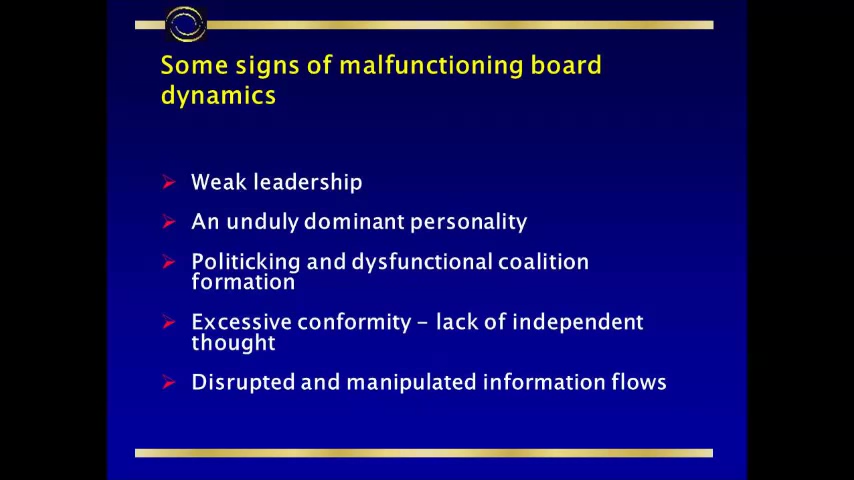 Some signs of malfunctioning board
dynamics
Weak leadership
An unduly dominant personality
Politicking and dysfunctional coalition
formation
Excessive conformity – lack of independent
thought
Disrupted and manipulated information flows